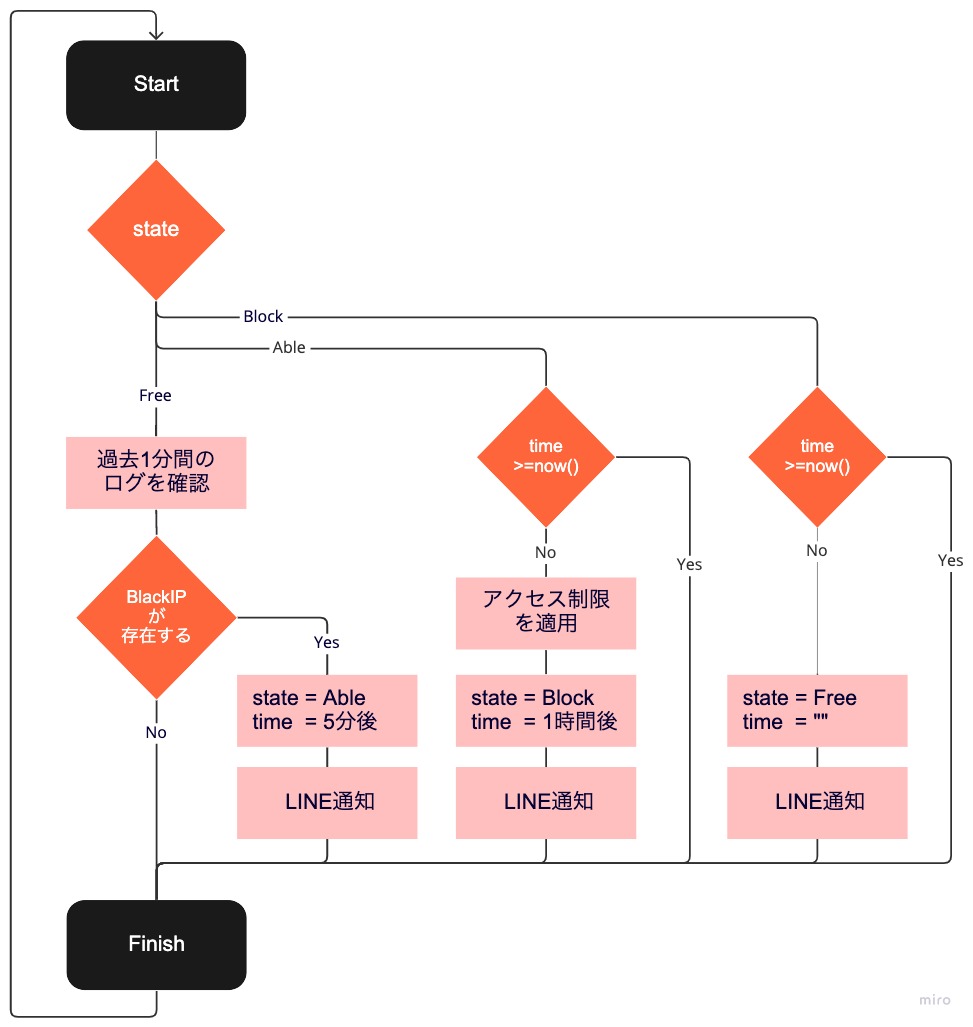 Start
state
Block
Able
Free
過去1分間の
ログを確認
BlackIP
が
存在する
Yes
No
state = Able
time = 5分後
LINE通知
time
>=now()
No
Yes
アクセス制限
を適用
state = Block
time = 1時間後
LINE通知
time
>=now()
No
Yes
state = Free
time = ""
LINE通知
Finish
miro